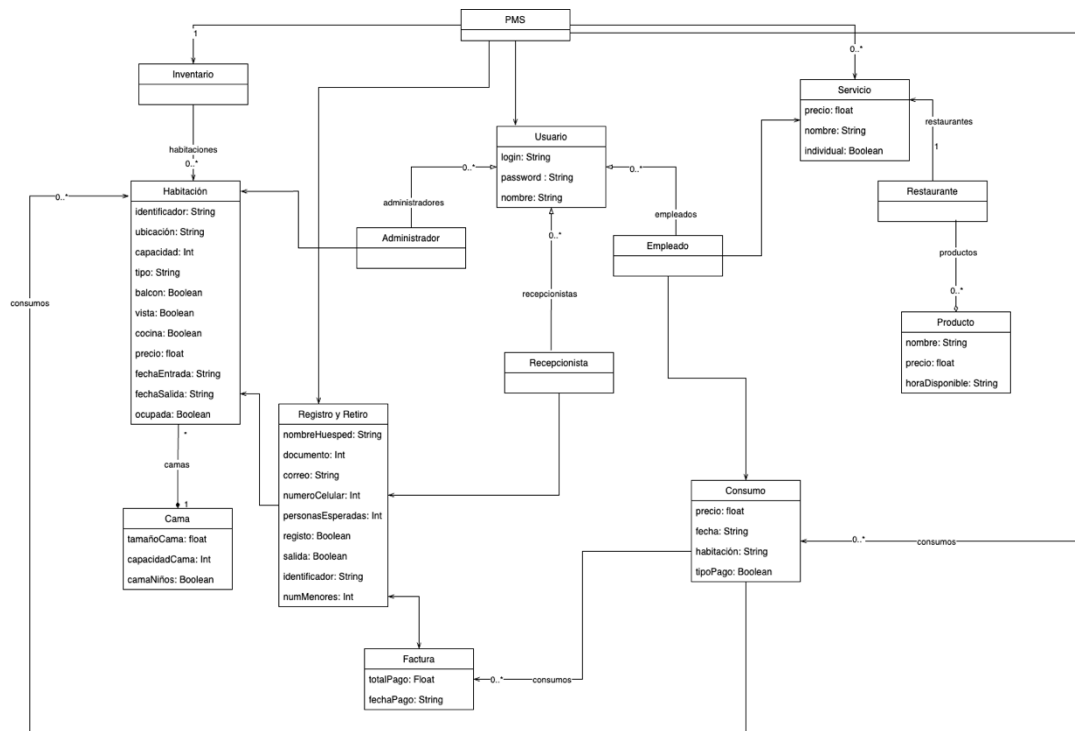 PMS
1
0..*
Inventario
Servicio
precio: float
nombre: String
individual: Boolean
restaurantes
1
Usuario
login: String
password : String
nombre: String
habitaciones
0..*
0..*
0..*
0..*
administradores
empleados
Habitación
identificador: String
ubicación: String
capacidad: Int
tipo: String
balcon: Boolean
vista: Boolean
cocina: Boolean
precio: float
fechaEntrada: String
fechaSalida: String
ocupada: Boolean
Restaurante
Administrador
0..*
Empleado
productos
0..*
recepcionistas
consumos
Producto
nombre: String
precio: float
horaDisponible: String
Recepcionista
Registro y Retiro
nombreHuesped: String
documento: Int
correo: String
numeroCelular: Int
personasEsperadas: Int
registo: Boolean
salida: Boolean
identificador: String
numMenores: Int
*
camas
1
Cama
tamañoCama: float
capacidadCama: Int
camaNiños: Boolean
Consumo
precio: float
fecha: String
habitación: String
tipoPago: Boolean
0..*
consumos
Factura
totalPago: Float
fechaPago: String
0..*
consumos